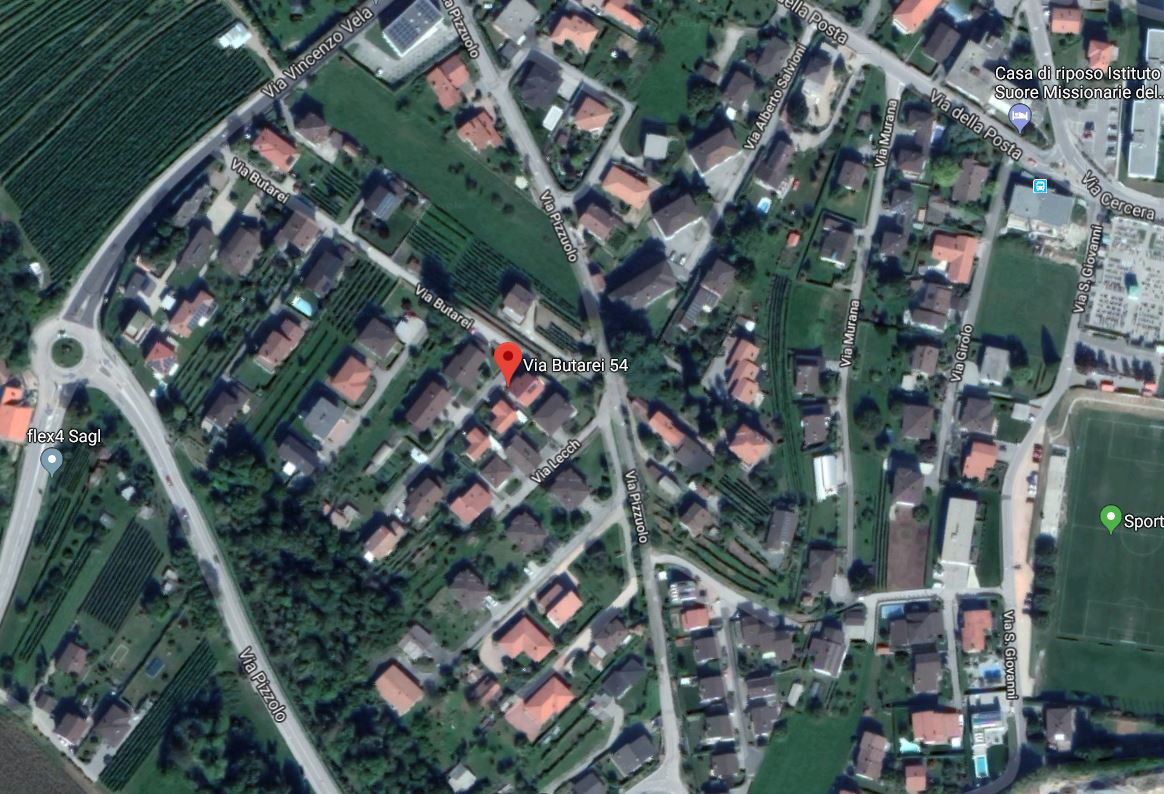 della Posta
Via Pizzuolo
Via Vincenzo Vela
Via Alberto Salvioni
Casa di riposo Istituto
Suore Missionarie del...
Via Murana
Via della Posta
Via Butarei
Via Cercera
Via Pizzuolo
Via S. Giovanni
Via Butarei
Via Murana
Via Girolo
Via Butarei 54
flex4 Sagl
Via Lecch
Via Pizzuolo
Sport
Via S. Giovanni
Via Pizzolo